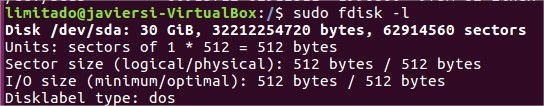 limitado@javiersi-VirtualBox:/$ sudo fdisk -l
Disk /dev/sda: 30 GiB, 32212254720 bytes, 62914560 sectors
Units: sectors of 1 * 512 = 512 bytes
Sector size (logical/physical): 512 bytes / 512 bytes
I/O size (minimum/optimal): 512 bytes / 512 bytes
Disklabel type: dos